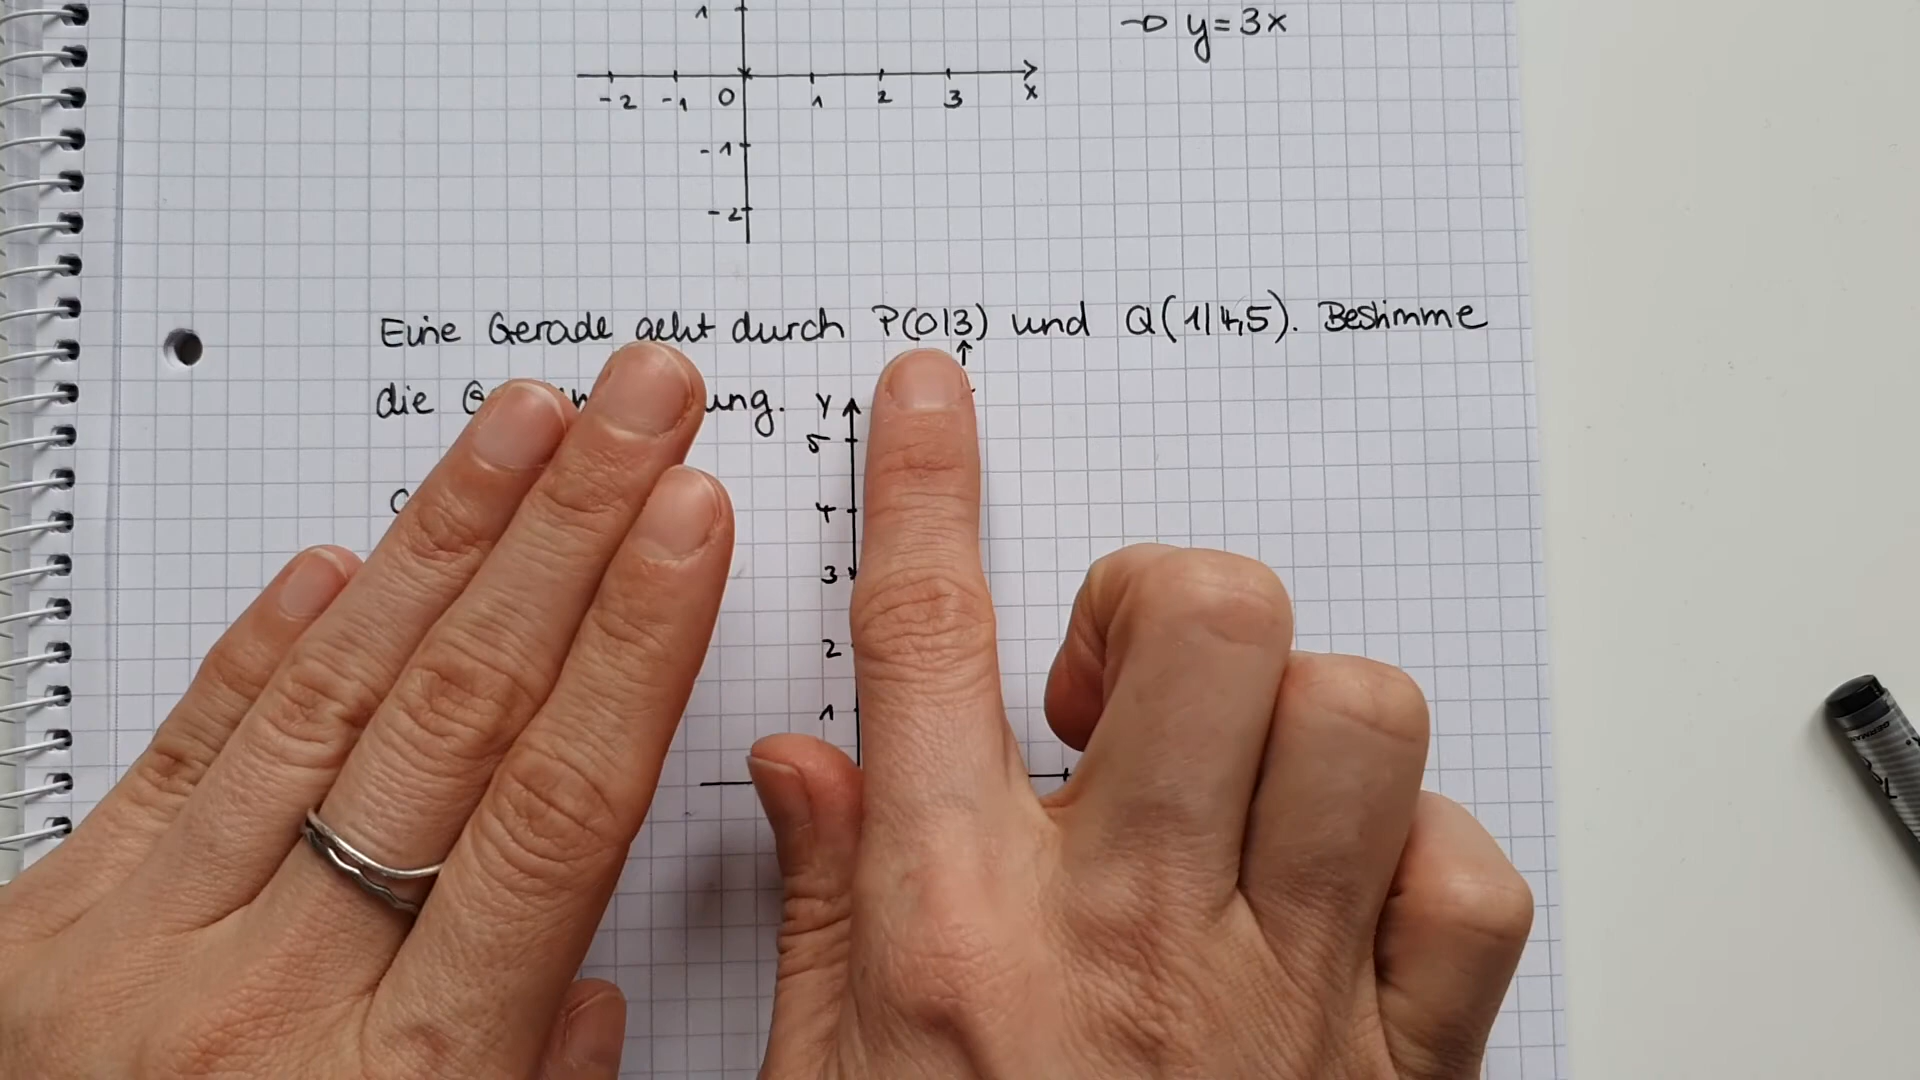 1
→ y = 3x
-2 -1 0 1 2 3 x
-1
-2
Eine Gerade geht durch P(0|3) und Q(1|4,5). Bestimme
die
y
5
4
3
2
1
GERMAN